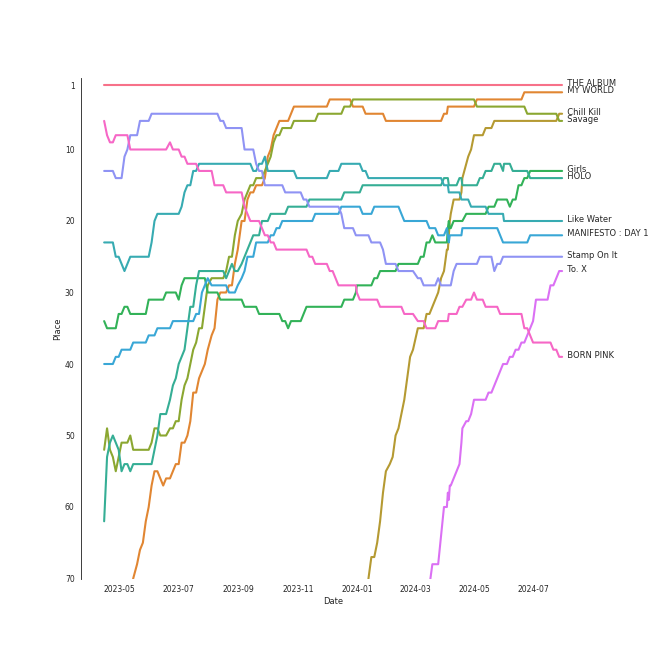 1
10
20
30
40
50
60
70
Place
2023-05
2023-07
2023-09
2023-11
2024-01
2024-03
2024-05
2024-07
Date
THE ALBUM
MY WORLD
Chill Kill
Savage
Girls
HOLO
Like Water
MANIFESTO : DAY 1
Stamp On It
To. X
BORN PINK